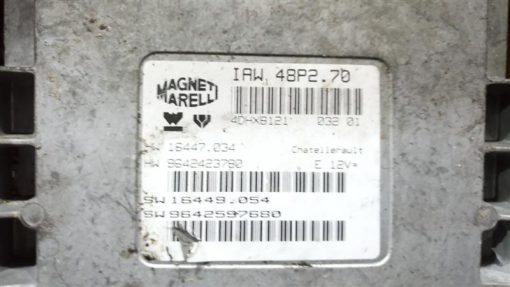 MAGNETI
MARELLI
IAW 48P2.70
4DHX8121 032 01
HW 16447.034 Chatellerault
HW 9642423780 E 12V=
SW 16449.054
SW 9642597680